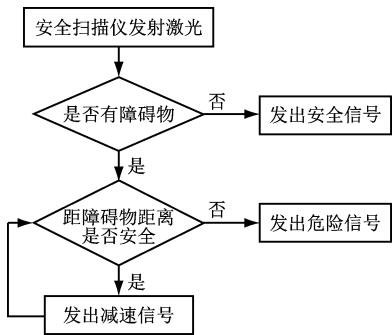 安全扫描仪发射激光
是否有障碍物
否
发出安全信号
是
距障碍物距离
是否安全
否
发出危险信号
是
发出减速信号